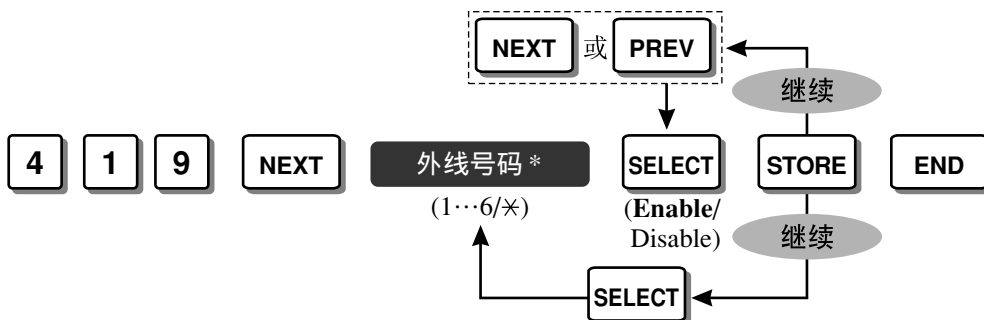 NEXT 或 PREV
继续
4 1 9 NEXT 外线号码* SELECT STORE END
(1···6/✳) (Enable/
Disable)
继续
SELECT